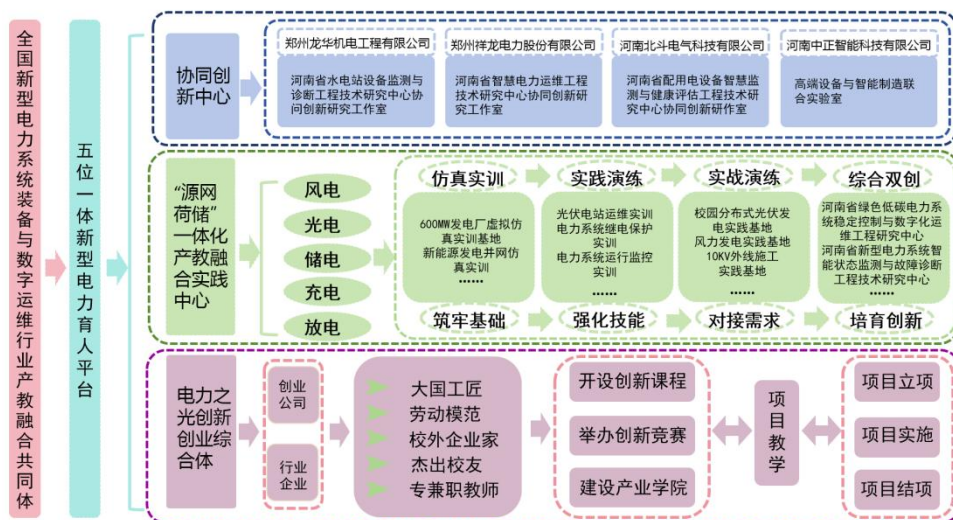 全国新型电力系统装备与数字运维行业产教融合共同体
五位一体新型电力育人平台
协同创
新中心
郑州龙华机电工程有限公司
河南省水电站设备监测与
诊断工程技术研究中心协
问创新研究工作室
郑州祥龙电力股份有限公司
河南省智慧电力运维工程
技术研究中心协同创新研
究工作室
河南北斗电气科技有限公司
河南省配用电设备智慧监
测与健康评估工程技术研
究中心协同创新研作室
河南中正智能科技有限公司
高端设备与智能制造联
合实验室
“源网
荷储”
一体化
产教融
合实践
中心
风电
光电
储电
充电
放电
仿真实训
600MW发电厂虚拟仿
真实训基地
新能源发电并网仿
真实训
......
筑牢基础
实践演练
光伏电站运维实训
电力系统继电保护
实训
电力系统运行监控
实训
......
强化技能
实战演练
校园分布式光伏发
电实践基地
风力发电实践基地
10KV外线施工
实践基地
......
对接需求
综合双创
河南省绿色低碳电力系
统稳定控制与数字化运
维工程研究中心
河南省新型电力系统智
能状态监测与故障诊断
工程技术研究中心
......
培育创新
电力之
光创新
创业综
合体
创业
公司
行业
企业
大国工匠
劳动模范
校外企业家
杰出校友
专兼职教师
开设创新课程
举办创新竞赛
建设产业学院
项目教学
项目立项
项目实施
项目结项